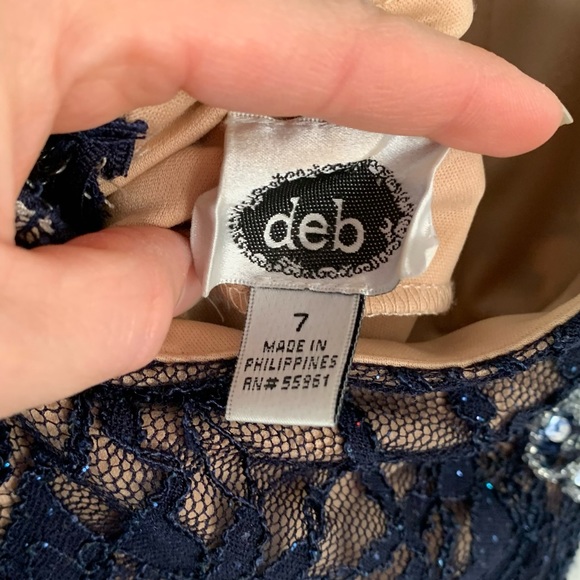 deb
7
MADE IN
PHILIPPINES
RN# 55961